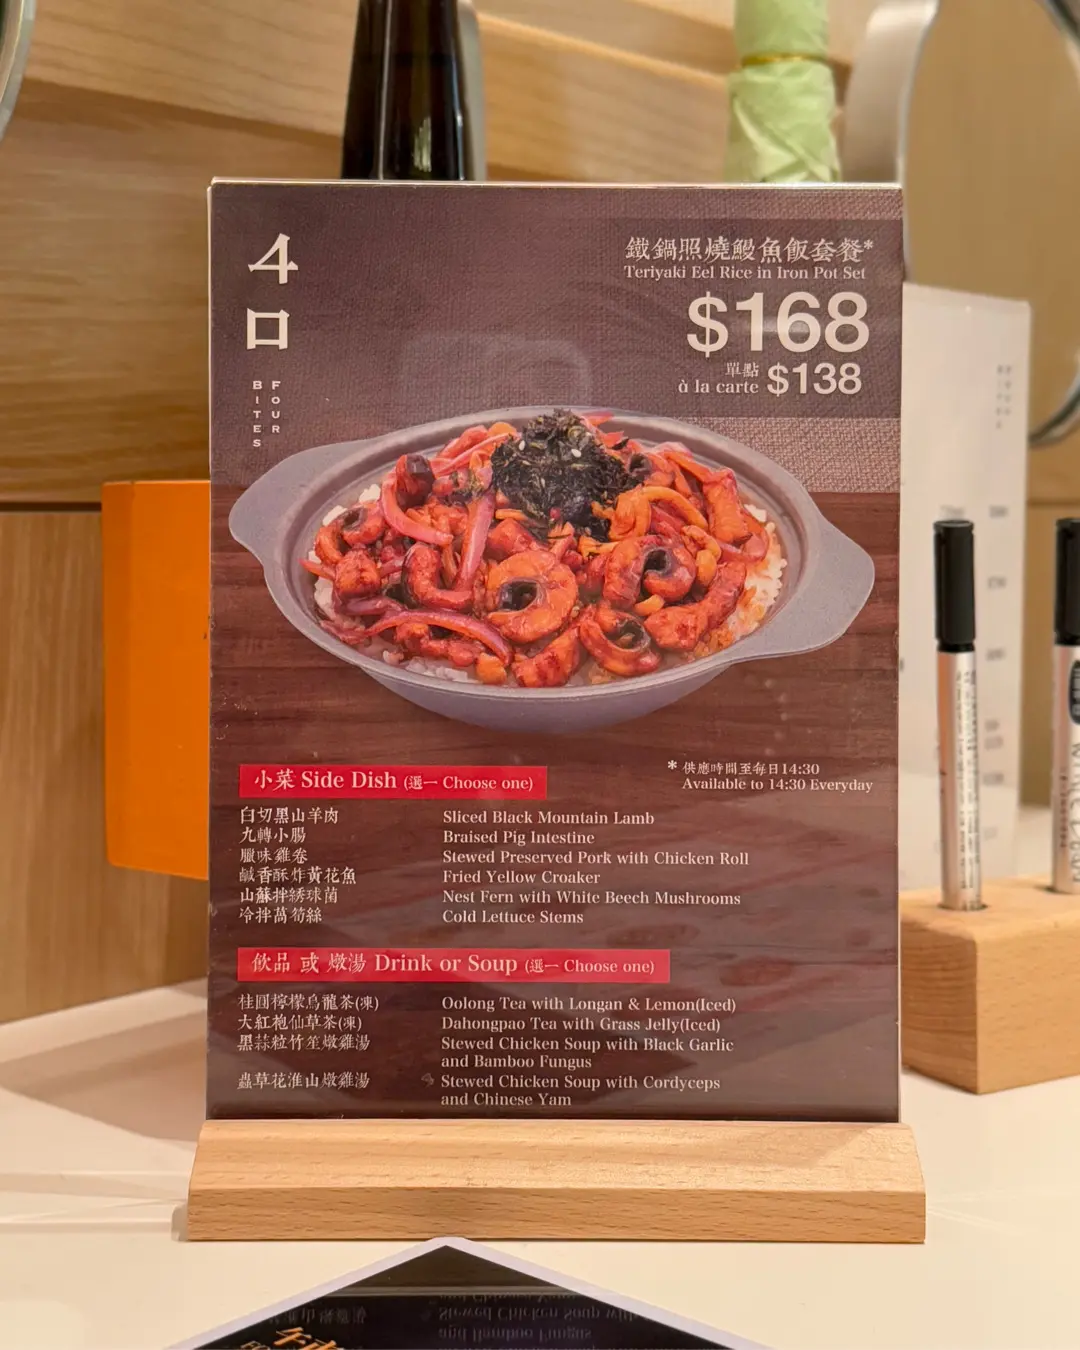 4
口
FOUR
BITES
鐵鍋照燒鰻魚飯套餐*
Teriyaki Eel Rice in Iron Pot Set
$168
單點
à la carte $138
小菜 Side Dish (選一 Choose one)
* 供應時間至每日14:30
Available to 14:30 Everyday
白切黑山羊肉 Sliced Black Mountain Lamb
九轉小腸 Braised Pig Intestine
臘味雞卷 Stewed Preserved Pork with Chicken Roll
鹹香酥炸黃花魚 Fried Yellow Croaker
山蘇拌綉球菌 Nest Fern with White Beech Mushrooms
冷拌萵筍絲 Cold Lettuce Stems
飲品 或 燉湯 Drink or Soup (選一 Choose one)
桂圓檸檬烏龍茶(凍) Oolong Tea with Longan & Lemon(Iced)
大紅袍仙草茶(凍) Dahongpao Tea with Grass Jelly(Iced)
黑蒜粒竹笙燉雞湯 Stewed Chicken Soup with Black Garlic
and Bamboo Fungus
蟲草花淮山燉雞湯 Stewed Chicken Soup with Cordyceps
and Chinese Yam